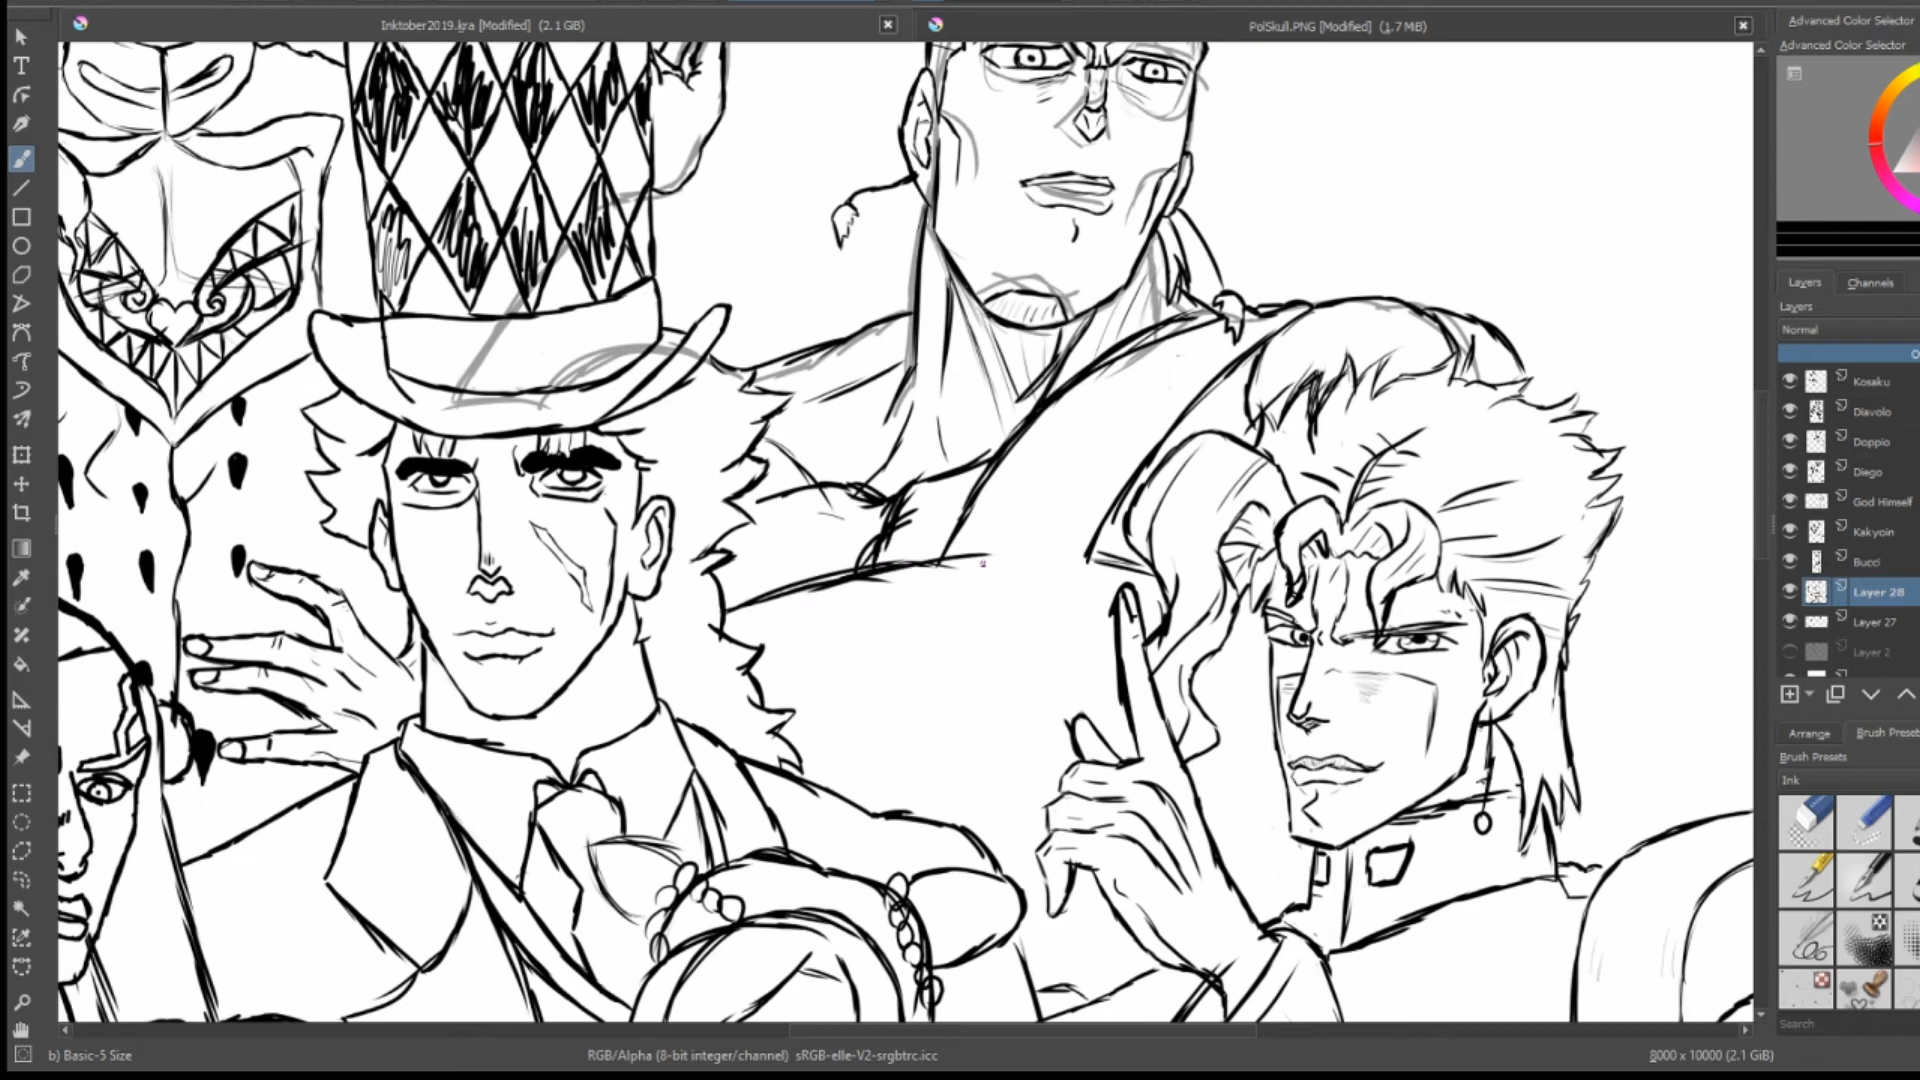 Inktober2019.kra [Modified] (2.1 GiB)
PolSkull.PNG [Modified] (1.7 MiB)
Advanced Color Selector
Advanced Color Selector
Layers
Channels
Layers
Normal
Kosaku
Diavolo
Doppio
Diego
God Himself
Kakyoin
Bucci
Layer 28
Layer 27
Layer 2
Arrange
Brush Preset
Brush Presets
Ink
Search
b) Basic-5 Size
RGB/Alpha (8-bit integer/channel) sRGB-elle-V2-srgbtrc.icc
8000 x 10000 (2.1 GiB)